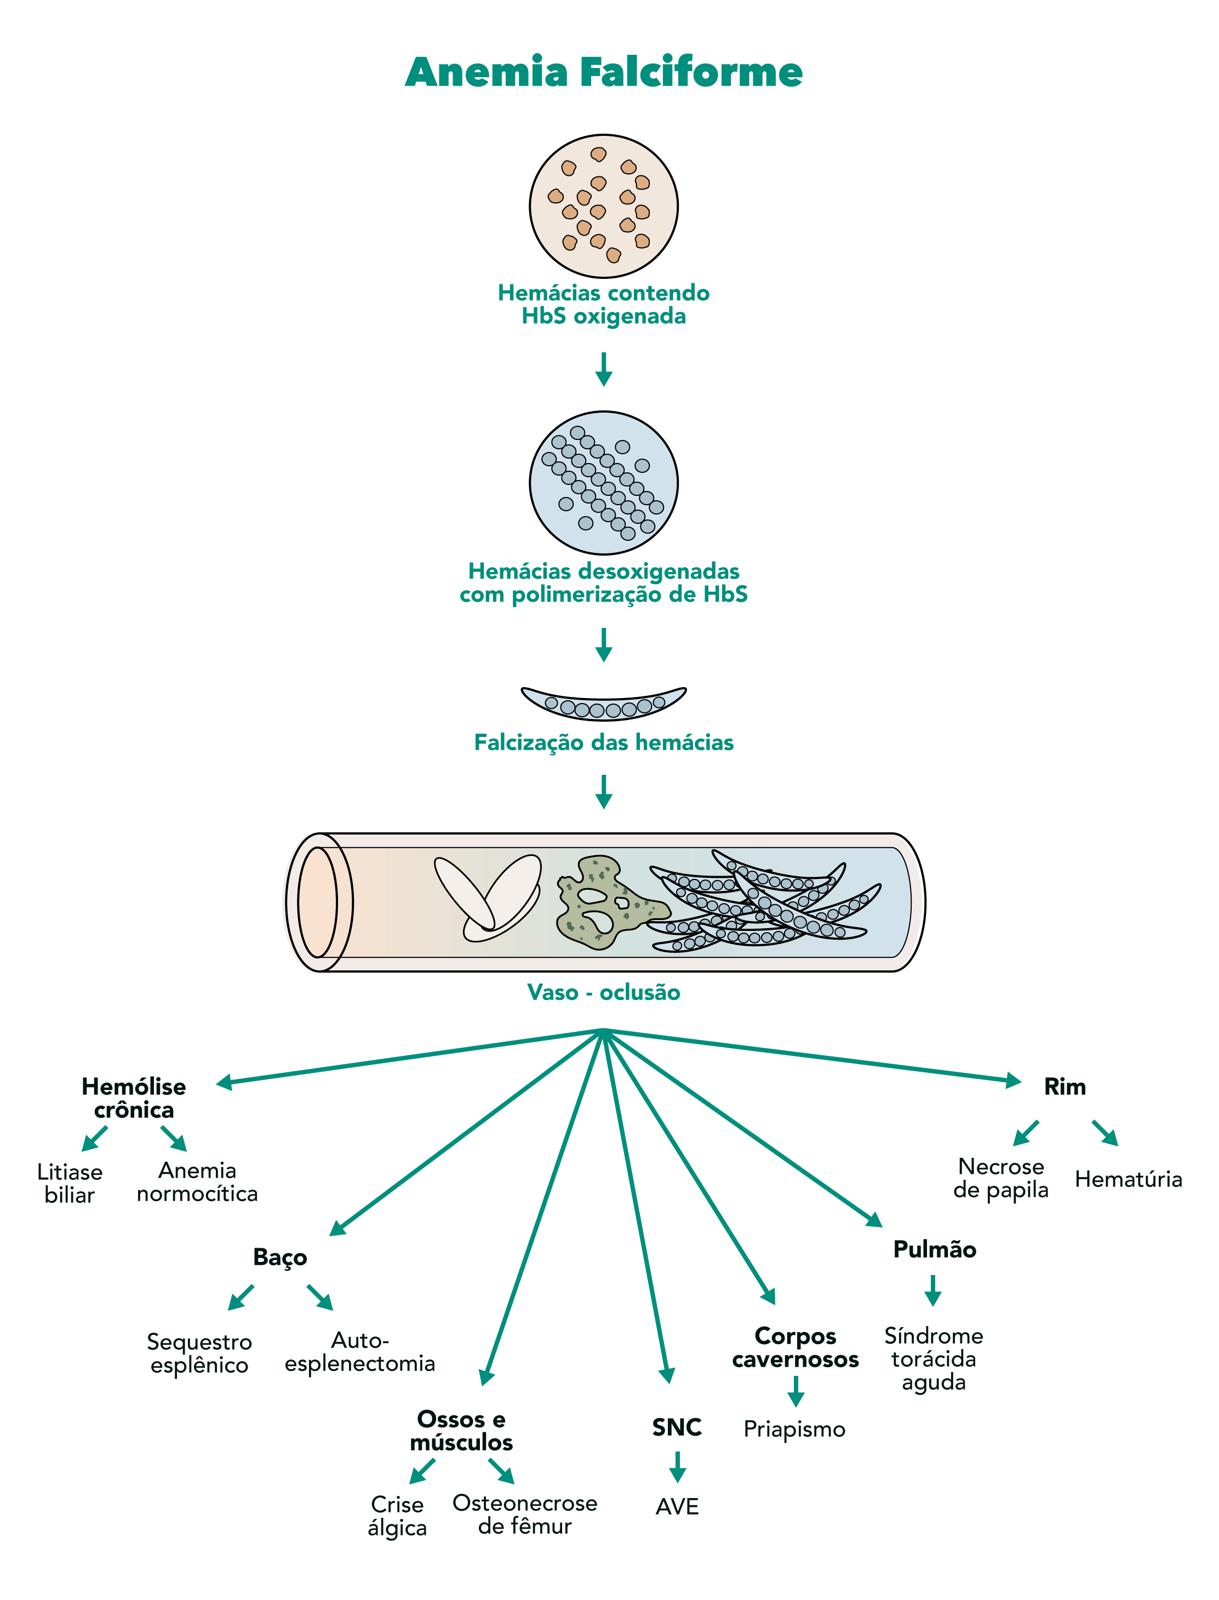 Anemia Falciforme
Hemácias contendo
HbS oxigenada
Hemácias desoxigenadas
com polimerização de HbS
Falcização das hemácias
Vaso - oclusão
Hemólise
crônica
Litiase
biliar
Anemia
normocítica
Baço
Sequestro
esplênico
Auto-
esplenectomia
Ossos e
músculos
Crise
álgica
Osteonecrose
de fêmur
SNC
AVE
Corpos
cavernosos
Priapismo
Pulmão
Síndrome
torácida
aguda
Rim
Necrose
de papila
Hematúria